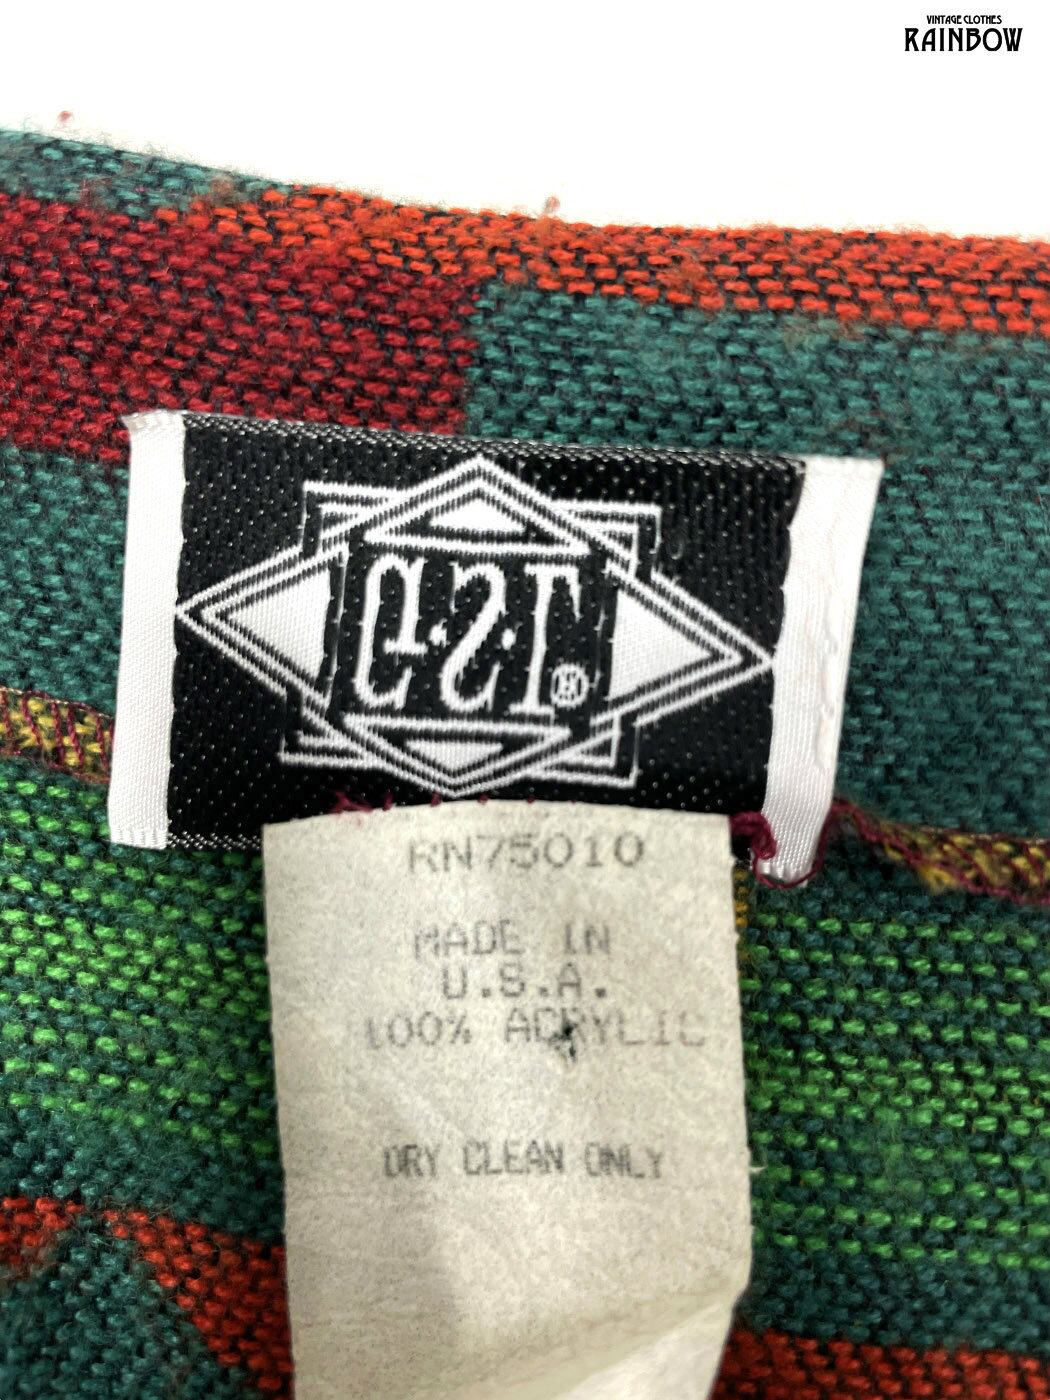 VINTAGE CLOTHES
RAINBOW
RN75010
MADE IN
U.S.A.
100% ACRYLIC
DRY CLEAN ONLY